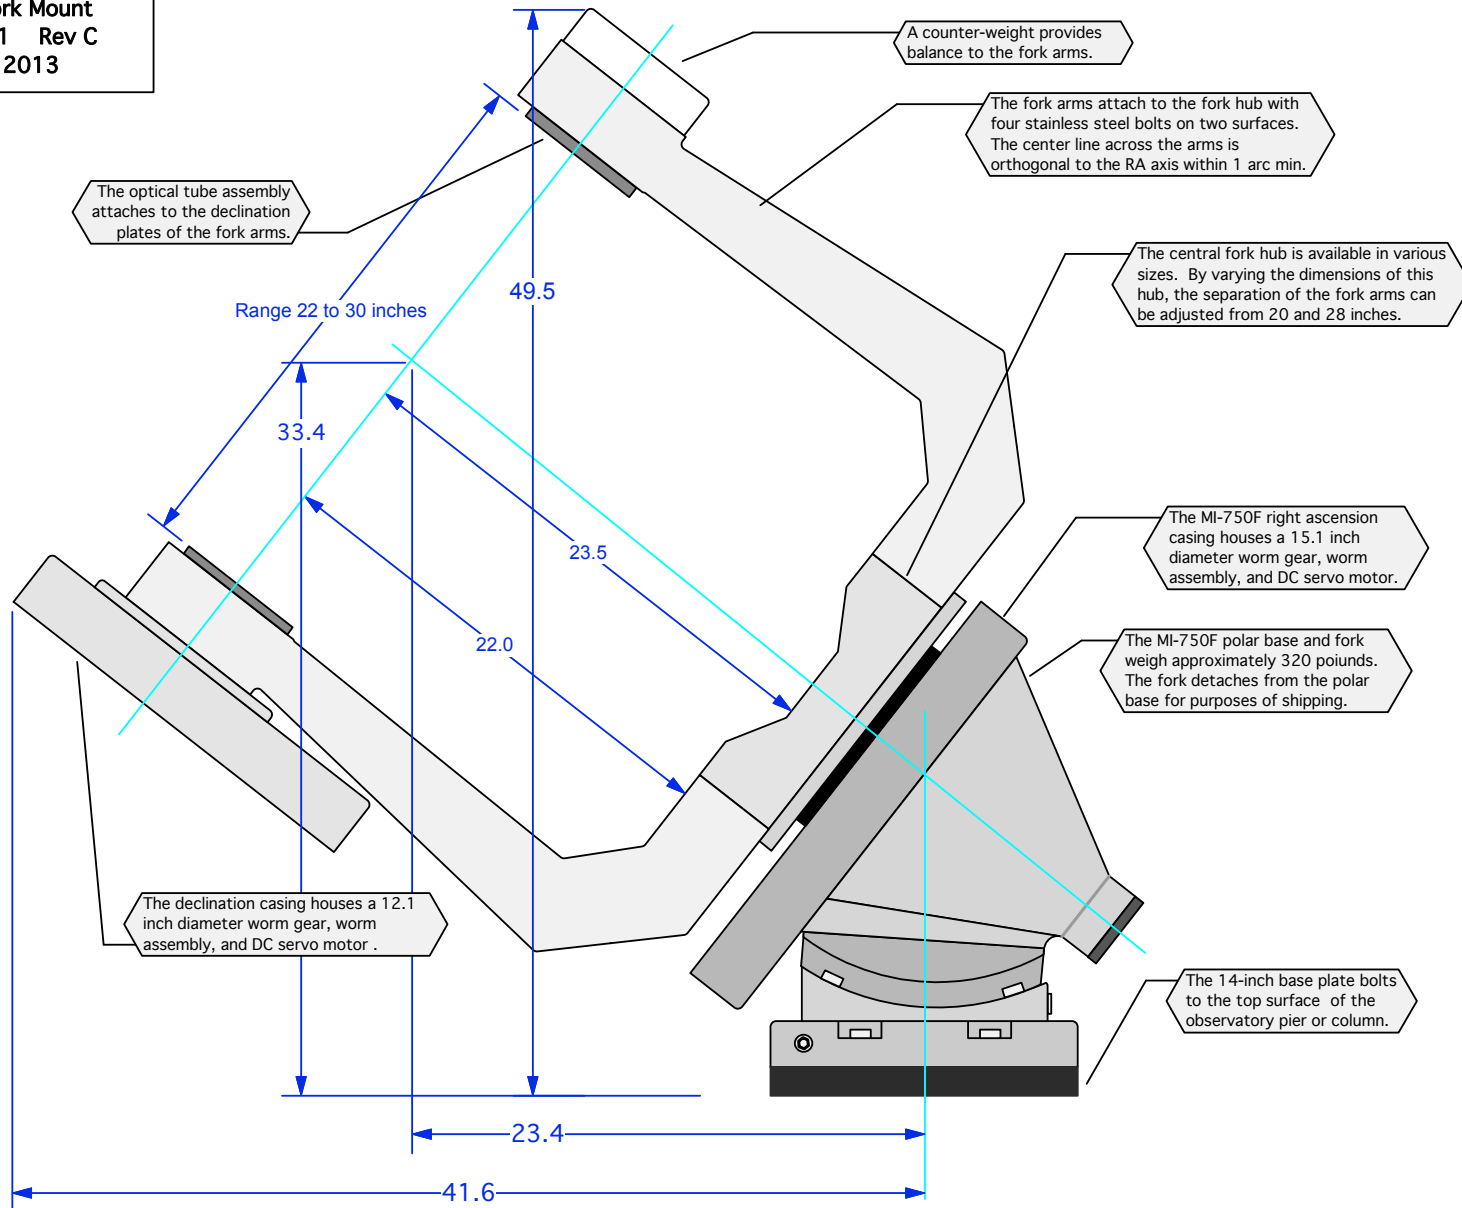 rk Mount
1 Rev C
2013
A counter-weight provides
balance to the fork arms.
The fork arms attach to the fork hub with
four stainless steel bolts on two surfaces.
The center line across the arms is
orthogonal to the RA axis within 1 arc min.
The optical tube assembly
attaches to the declination
plates of the fork arms.
The central fork hub is available in various
sizes. By varying the dimensions of this
hub, the separation of the fork arms can
be adjusted from 20 and 28 inches.
49.5
Range 22 to 30 inches
33.4
23.5
22.0
The MI-750F right ascension
casing houses a 15.1 inch
diameter worm gear, worm
assembly, and DC servo motor.
The MI-750F polar base and fork
weigh approximately 320 poiunds.
The fork detaches from the polar
base for purposes of shipping.
The declination casing houses a 12.1
inch diameter worm gear, worm
assembly, and DC servo motor .
The 14-inch base plate bolts
to the top surface of the
observatory pier or column.
23.4
41.6